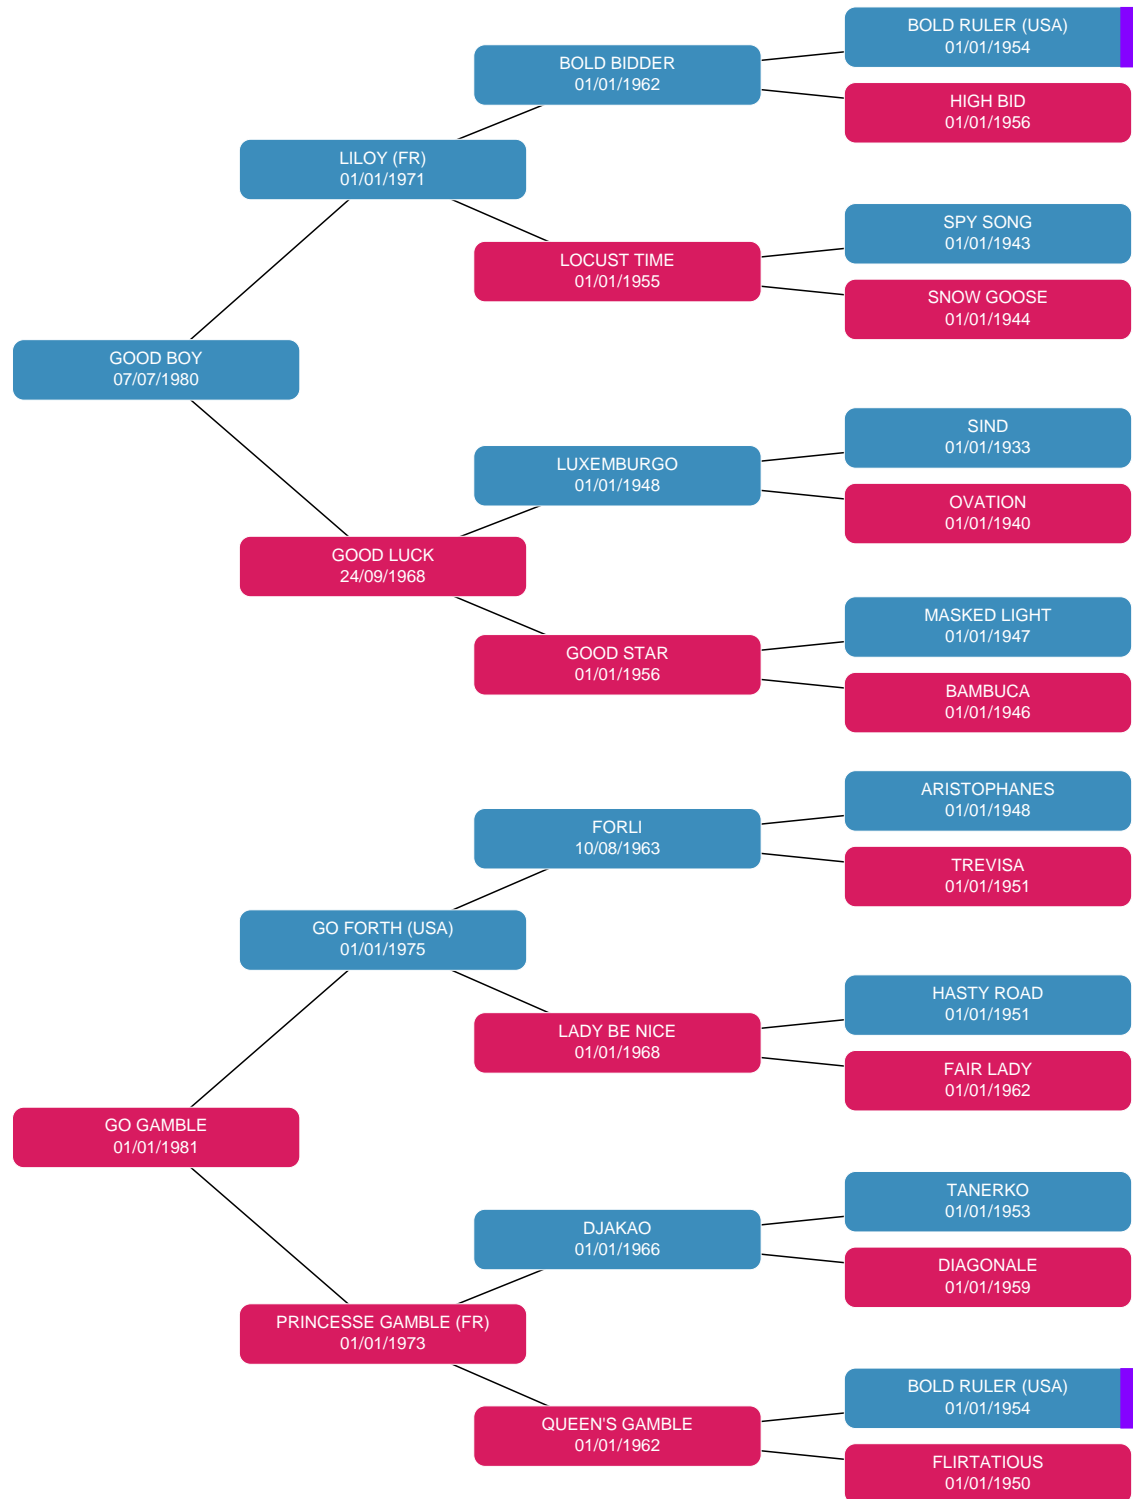 BOLD RULER (USA)
01/01/1954
BOLD BIDDER
01/01/1962
HIGH BID
01/01/1956
LILOY (FR)
01/01/1971
SPY SONG
01/01/1943
LOCUST TIME
01/01/1955
SNOW GOOSE
01/01/1944
GOOD BOY
07/07/1980
SIND
01/01/1933
LUXEMBURGO
01/01/1948
OVATION
01/01/1940
GOOD LUCK
24/09/1968
MASKED LIGHT
01/01/1947
GOOD STAR
01/01/1956
BAMBUCA
01/01/1946
ARISTOPHANES
01/01/1948
FORLI
10/08/1963
TREVISA
01/01/1951
GO FORTH (USA)
01/01/1975
HASTY ROAD
01/01/1951
LADY BE NICE
01/01/1968
FAIR LADY
01/01/1962
GO GAMBLE
01/01/1981
TANERKO
01/01/1953
DJAKAO
01/01/1966
DIAGONALE
01/01/1959
PRINCESSE GAMBLE (FR)
01/01/1973
BOLD RULER (USA)
01/01/1954
QUEEN'S GAMBLE
01/01/1962
FLIRTATIOUS
01/01/1950